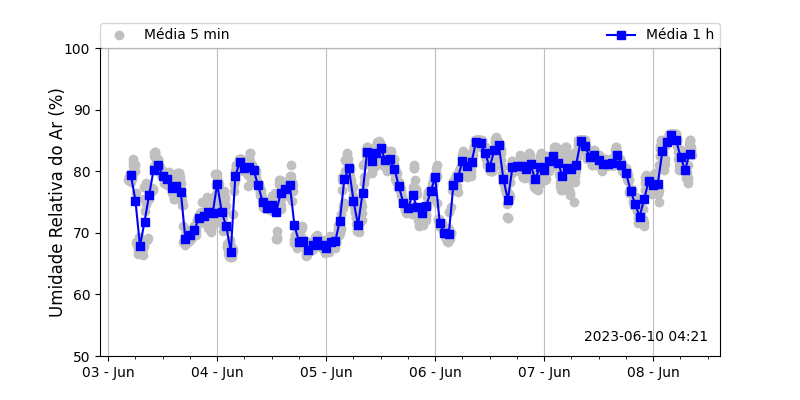 Média 5 min
Média 1 h
Umidade Relativa do Ar (%)
100
90
80
70
60
50
2023-06-10 04:21
03 - Jun
04 - Jun
05 - Jun
06 - Jun
07 - Jun
08 - Jun